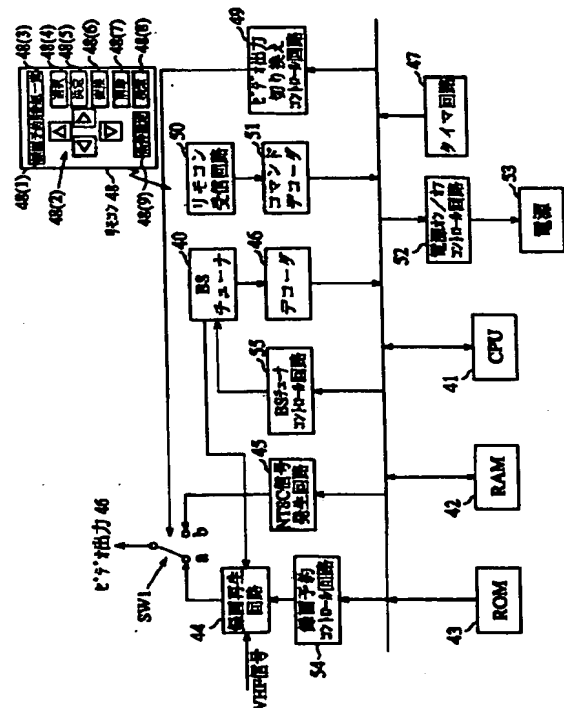 48(3)
48(4)
48(5)
48(6)
48(7)
48(8)
選択
決定
変換
48(1)
48(2)
リモコン 48
48(9)
49
ビデオ出力
切り換え
コントロール回路
50
リモコン
受信回路
51
コマンド
デコーダ
47
タイマ回路
40
BS
チューナ
46
デコーダ
52
電源オン/オフ
コントロール回路
53
電源
55
BSチューナ
コントロール回路
41
CPU
ビデオ出力 46
SW1
a
b
45
NTSC信号
発生回路
42
RAM
44
録画再生
回路
VHF信号
54
録画予約
コントロール回路
43
ROM